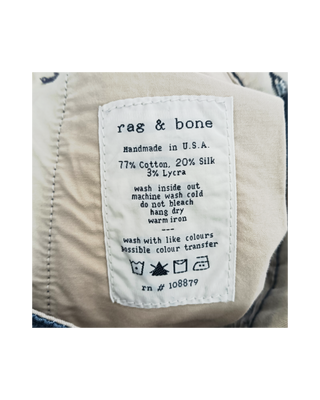 rag & bone
Handmade in U.S.A.
77% Cotton, 20% Silk
3% Lycra
wash inside out
machine wash cold
do not bleach
hang dry
warm iron
---
wash with like colours
possible colour transfer
rn # 108879